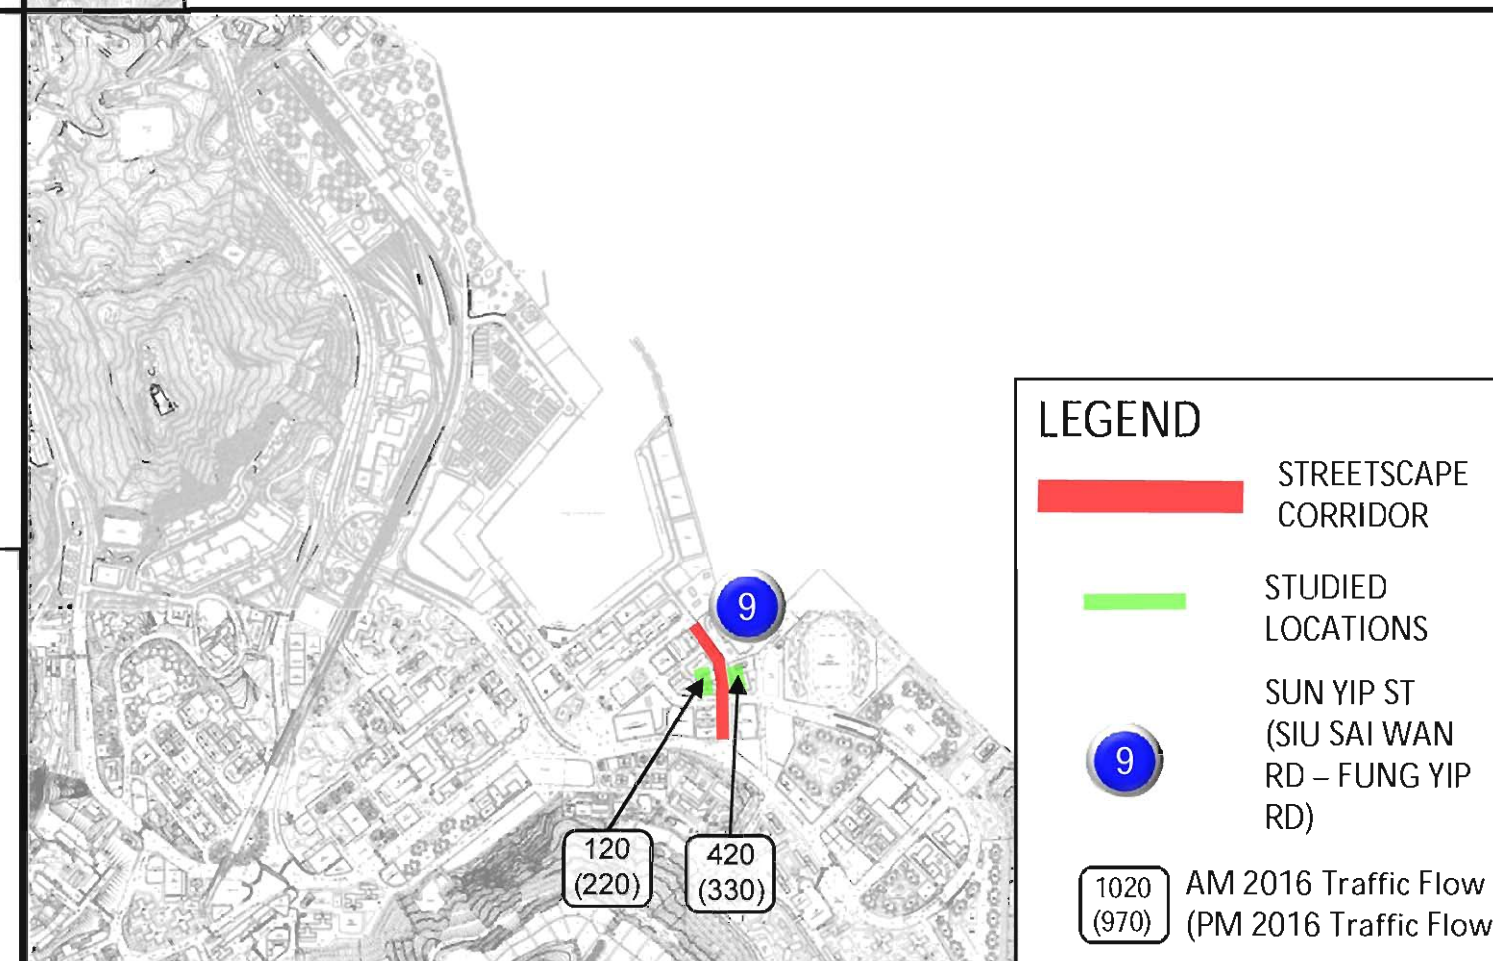 9
120
(220)
420
(330)
LEGEND
STREETSCAPE
CORRIDOR
STUDIED
LOCATIONS
9
SUN YIP ST
(SIU SAI WAN
RD – FUNG YIP
RD)
1020
(970)
AM 2016 Traffic Flow
(PM 2016 Traffic Flow